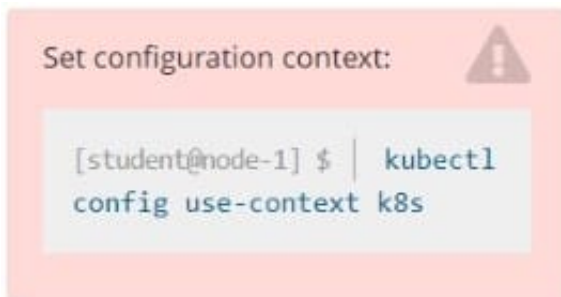 Set configuration context:
[student@node-1] $ | kubectl
config use-context k8s